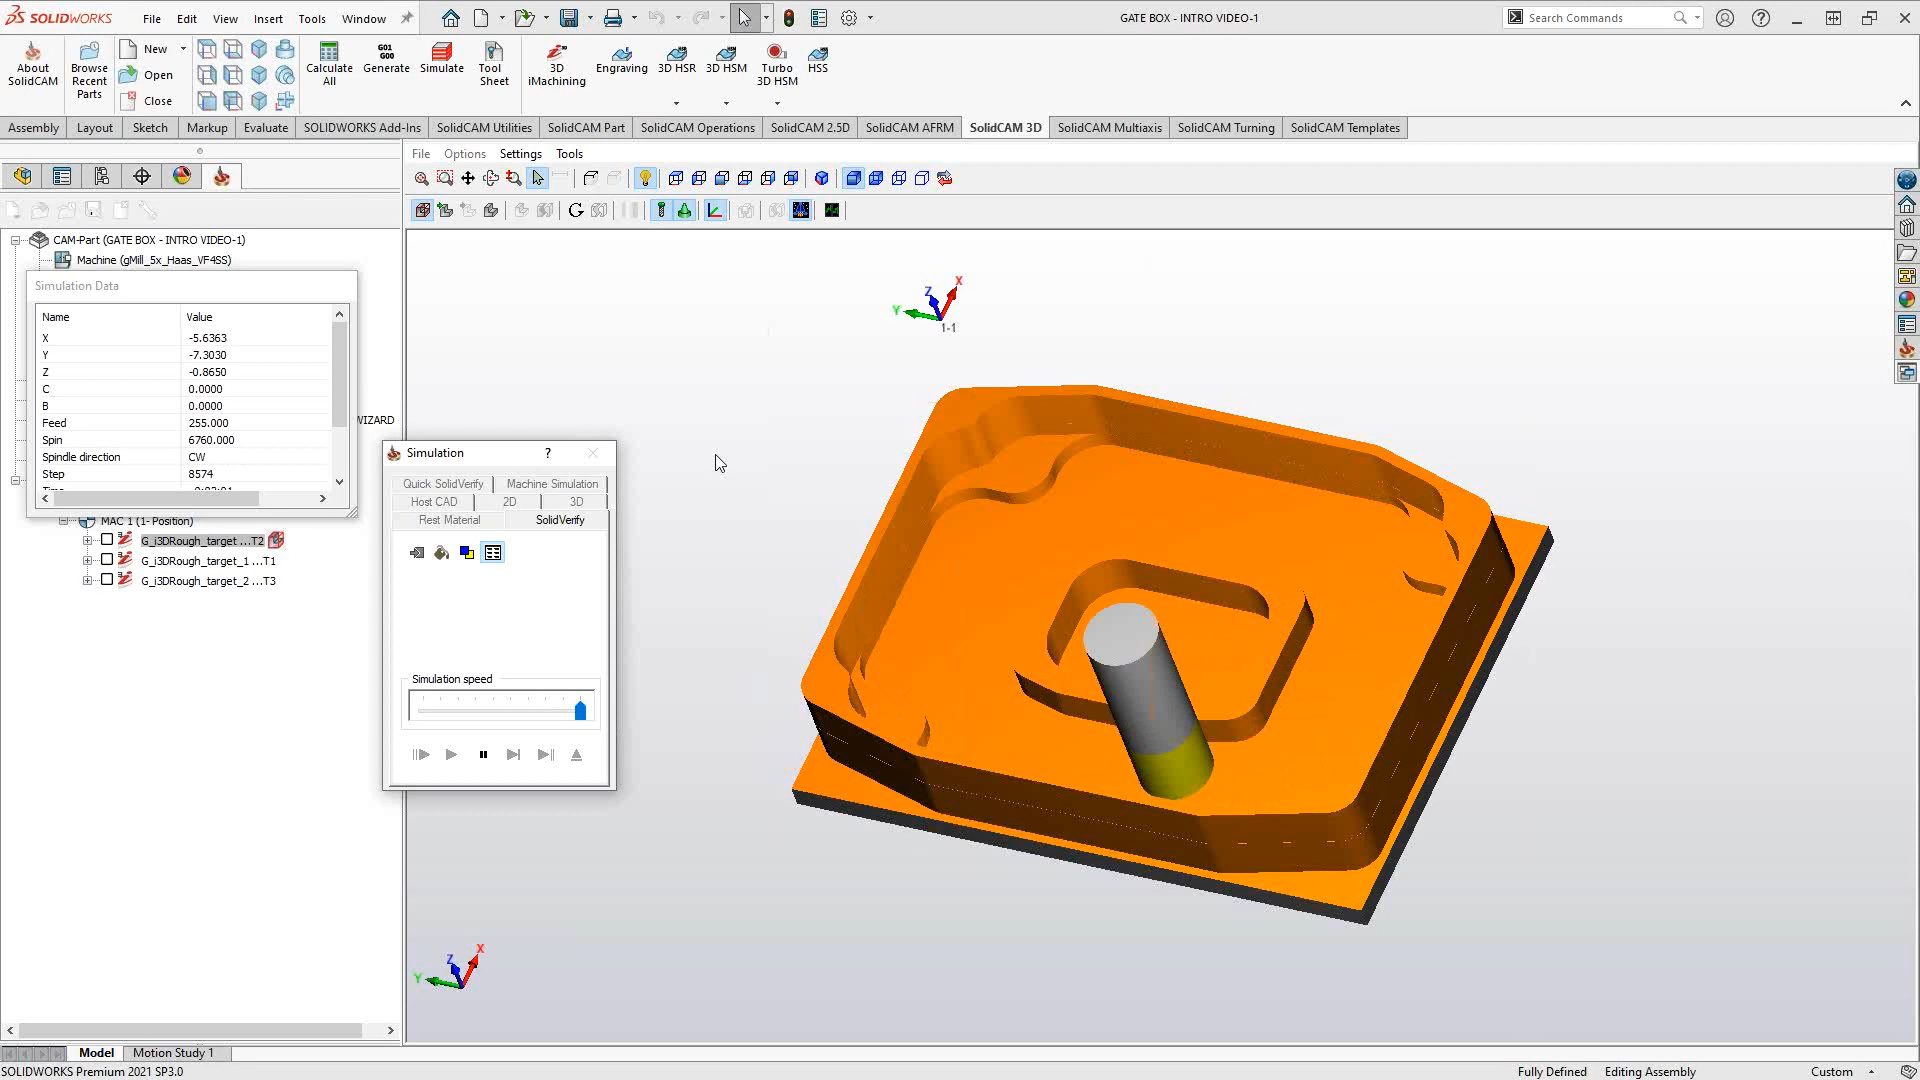 SOLIDWORKS File Edit View Insert Tools Window GATE BOX - INTRO VIDEO-1 Search Commands
About SolidCAM
Browse Recent Parts
New
Open
Close
Calculate All
G01 G00 Generate
Simulate
Tool Sheet
3D iMachining
Engraving
3D HSR
3D HSM
Turbo 3D HSM
HSS
Assembly Layout Sketch Markup Evaluate SOLIDWORKS Add-Ins SolidCAM Utilities SolidCAM Part SolidCAM Operations SolidCAM 2.5D SolidCAM AFRM SolidCAM 3D SolidCAM Multiaxis SolidCAM Turning SolidCAM Templates
File Options Settings Tools
CAM-Part (GATE BOX - INTRO VIDEO-1)
Machine (gMill_5x_Haas_VF4SS)
Simulation Data
Name Value
X -5.6363
Y -7.3030
Z -0.8650
C 0.0000
B 0.0000
Feed 255.000
Spin 6760.000
Spindle direction CW
Step 8574
WIZARD
MAC 1 (1- Position)
G_i3DRough_target ...T2
G_i3DRough_target_1 ...T1
G_i3DRough_target_2 ...T3
Simulation ?
Quick SolidVerify Machine Simulation
Host CAD 2D 3D
Rest Material SolidVerify
Simulation speed
X
Z
Y
1-1
X
Z
Y
Model Motion Study 1
SOLIDWORKS Premium 2021 SP3.0 Fully Defined Editing Assembly Custom